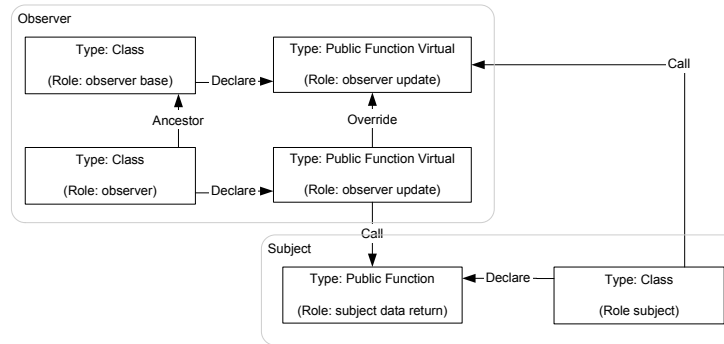 Observer
Type: Class
(Role: observer base)
Declare
Type: Public Function Virtual
(Role: observer update)
Call
Ancestor
Override
Type: Class
(Role: observer)
Declare
Type: Public Function Virtual
(Role: observer update)
Call
Subject
Type: Public Function
(Role: subject data return)
Declare
Type: Class
(Role subject)